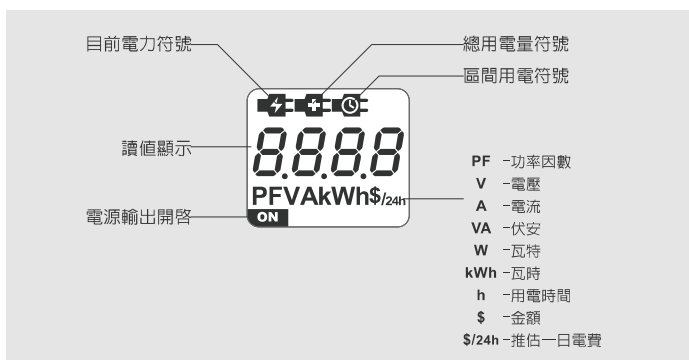 目前電力符號
總用電量符號
區間用電符號
讀值顯示
8.8.8.8
PFVAkWh$/24h
電源輸出開啓
ON
PF -功率因數
V -電壓
A -電流
VA -伏安
W -瓦特
kWh -瓦時
h -用電時間
$ -金額
$/24h -推估一日電費